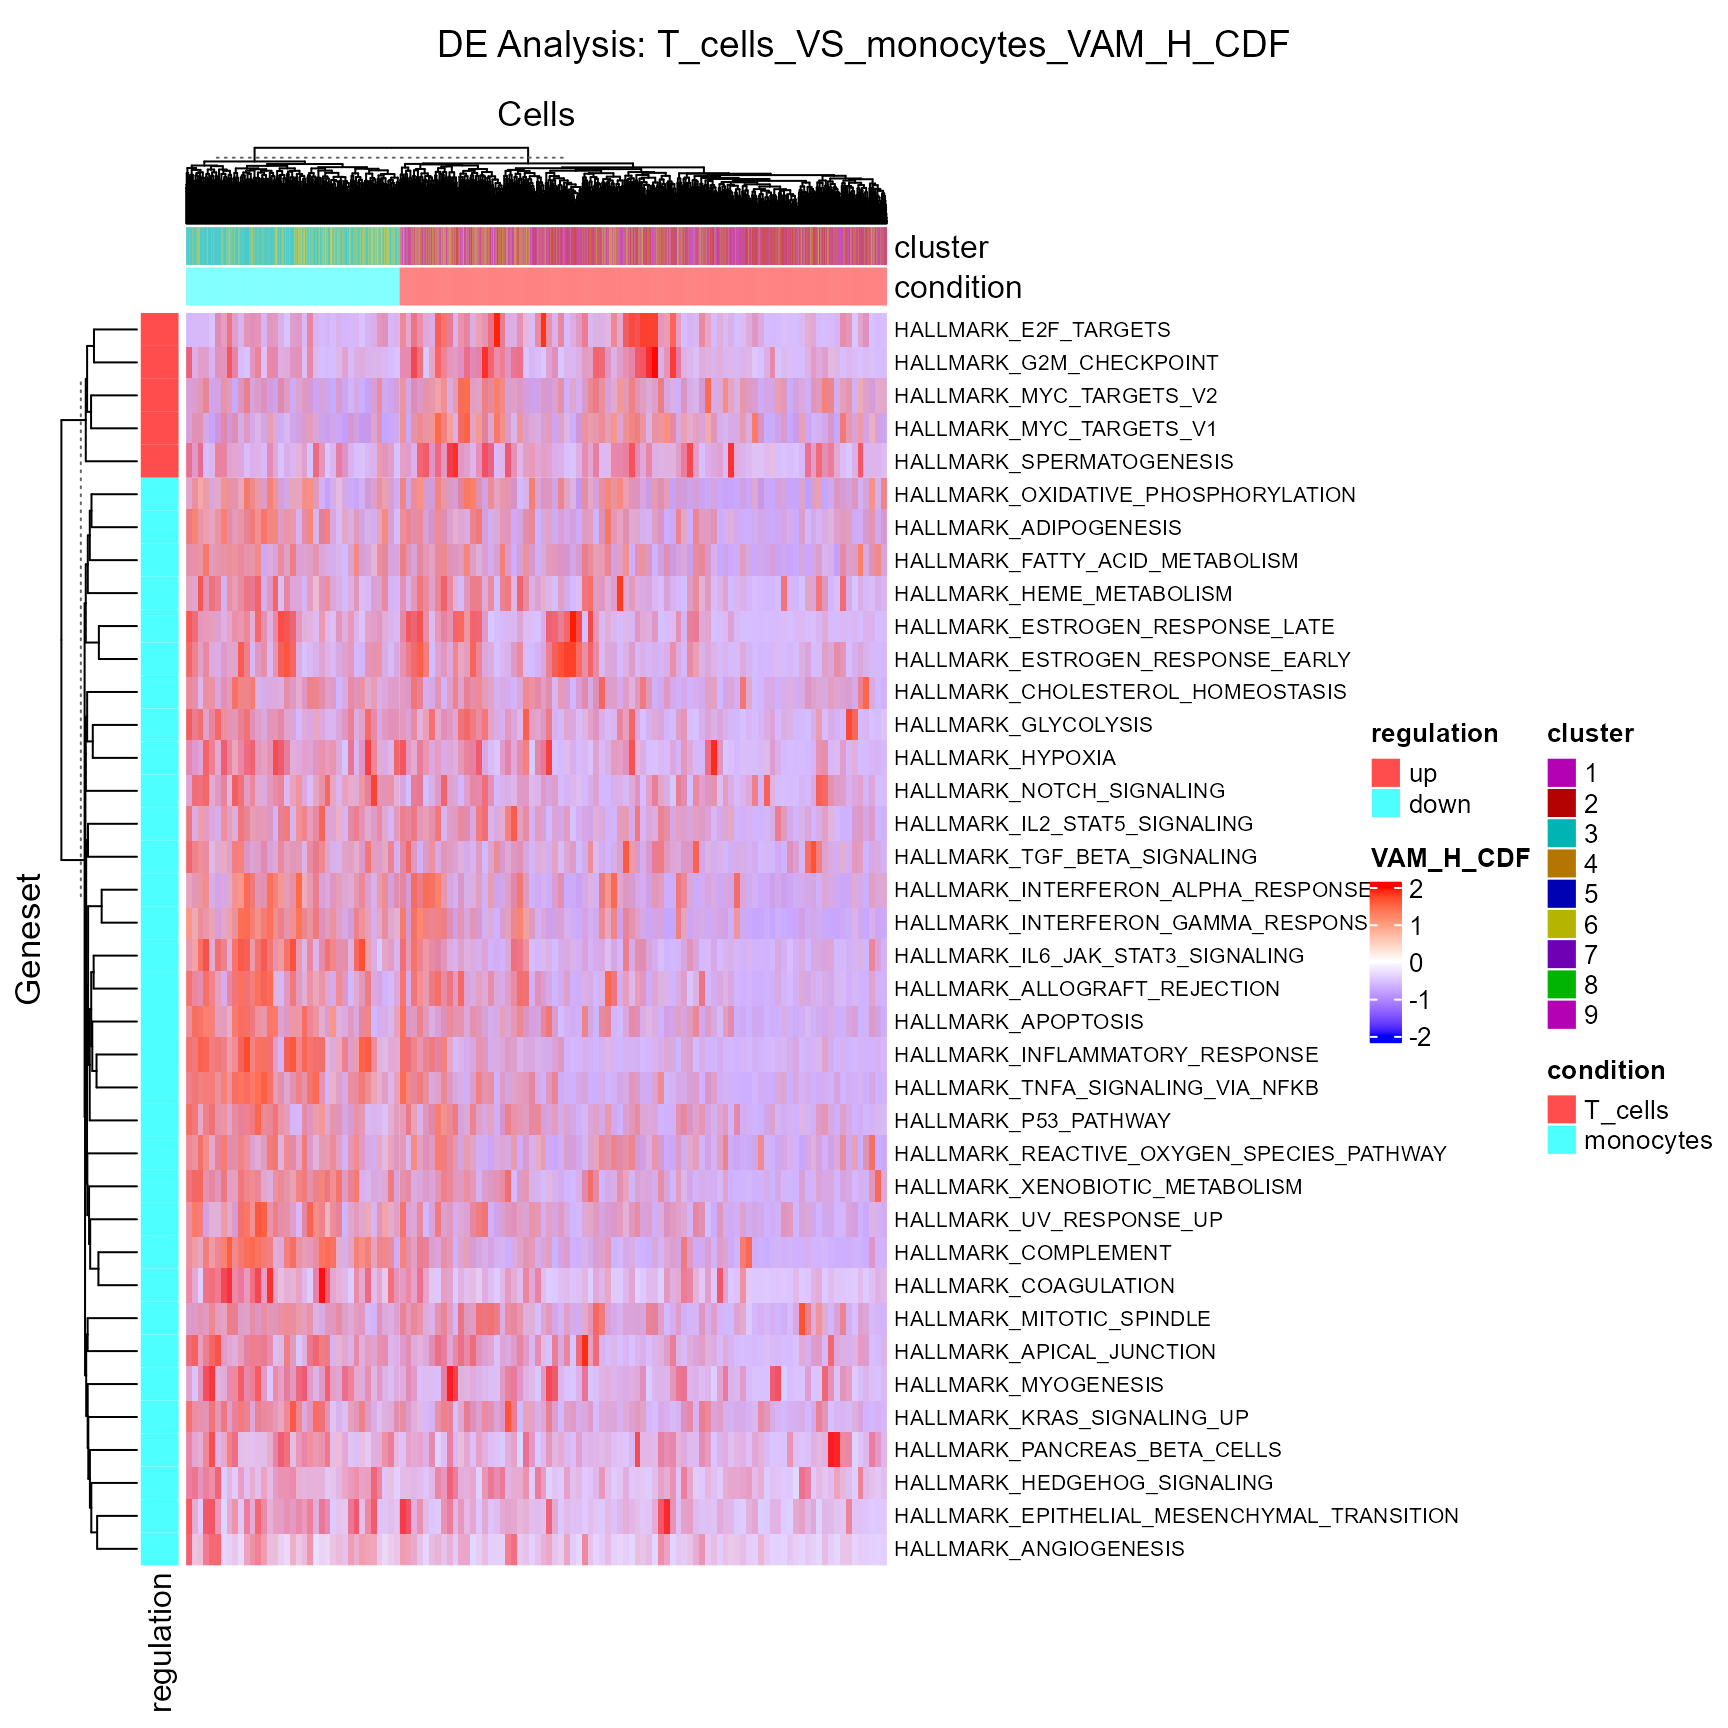 DE Analysis: T_cells_VS_monocytes_VAM_H_CDF
Cells
cluster
condition
HALLMARK_E2F_TARGETS
HALLMARK_G2M_CHECKPOINT
HALLMARK_MYC_TARGETS_V2
HALLMARK_MYC_TARGETS_V1
HALLMARK_SPERMATOGENESIS
HALLMARK_OXIDATIVE_PHOSPHORYLATION
HALLMARK_ADIPOGENESIS
HALLMARK_FATTY_ACID_METABOLISM
HALLMARK_HEME_METABOLISM
HALLMARK_ESTROGEN_RESPONSE_LATE
HALLMARK_ESTROGEN_RESPONSE_EARLY
HALLMARK_CHOLESTEROL_HOMEOSTASIS
HALLMARK_GLYCOLYSIS
HALLMARK_HYPOXIA
HALLMARK_NOTCH_SIGNALING
HALLMARK_IL2_STAT5_SIGNALING
HALLMARK_TGF_BETA_SIGNALING
HALLMARK_INTERFERON_ALPHA_RESPONSE
HALLMARK_INTERFERON_GAMMA_RESPONS
HALLMARK_IL6_JAK_STAT3_SIGNALING
HALLMARK_ALLOGRAFT_REJECTION
HALLMARK_APOPTOSIS
HALLMARK_INFLAMMATORY_RESPONSE
HALLMARK_TNFA_SIGNALING_VIA_NFKB
HALLMARK_P53_PATHWAY
HALLMARK_REACTIVE_OXYGEN_SPECIES_PATHWAY
HALLMARK_XENOBIOTIC_METABOLISM
HALLMARK_UV_RESPONSE_UP
HALLMARK_COMPLEMENT
HALLMARK_COAGULATION
HALLMARK_MITOTIC_SPINDLE
HALLMARK_APICAL_JUNCTION
HALLMARK_MYOGENESIS
HALLMARK_KRAS_SIGNALING_UP
HALLMARK_PANCREAS_BETA_CELLS
HALLMARK_HEDGEHOG_SIGNALING
HALLMARK_EPITHELIAL_MESENCHYMAL_TRANSITION
HALLMARK_ANGIOGENESIS
Geneset
regulation
regulation
up
down
VAM_H_CDF
2
1
0
-1
-2
cluster
1
2
3
4
5
6
7
8
9
condition
T_cells
monocytes